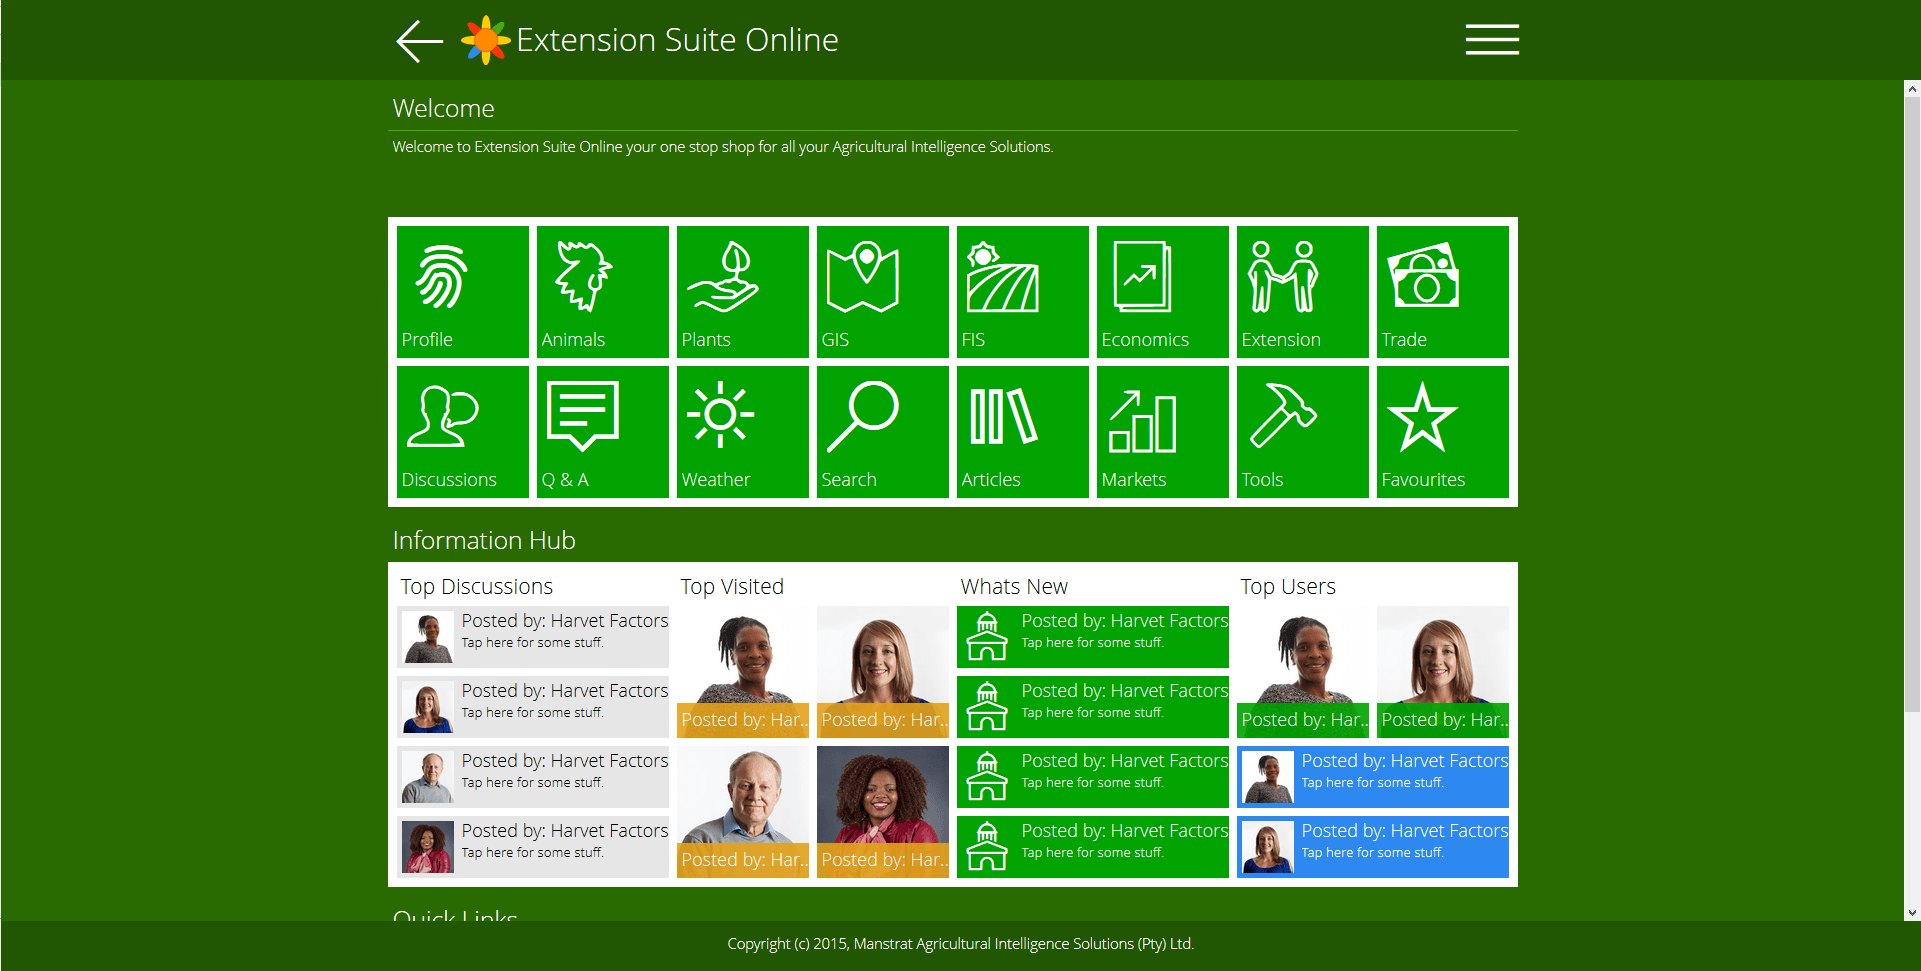 Extension Suite Online
Welcome
Welcome to Extension Suite Online your one stop shop for all your Agricultural Intelligence Solutions.
Profile
Animals
Plants
GIS
FIS
Economics
Extension
Trade
Discussions
Q & A
Weather
Search
Articles
Markets
Tools
Favourites
Information Hub
Top Discussions
Posted by: Harvet Factors
Tap here for some stuff.
Posted by: Harvet Factors
Tap here for some stuff.
Posted by: Harvet Factors
Tap here for some stuff.
Posted by: Harvet Factors
Tap here for some stuff.
Top Visited
Posted by: Har..
Posted by: Har..
Posted by: Har..
Posted by: Har..
Whats New
Posted by: Harvet Factors
Tap here for some stuff.
Posted by: Harvet Factors
Tap here for some stuff.
Posted by: Harvet Factors
Tap here for some stuff.
Posted by: Harvet Factors
Tap here for some stuff.
Top Users
Posted by: Har..
Posted by: Har..
Posted by: Harvet Factors
Tap here for some stuff.
Posted by: Harvet Factors
Tap here for some stuff.
Quick Links
Copyright (c) 2015, Manstrat Agricultural Intelligence Solutions (Pty) Ltd.